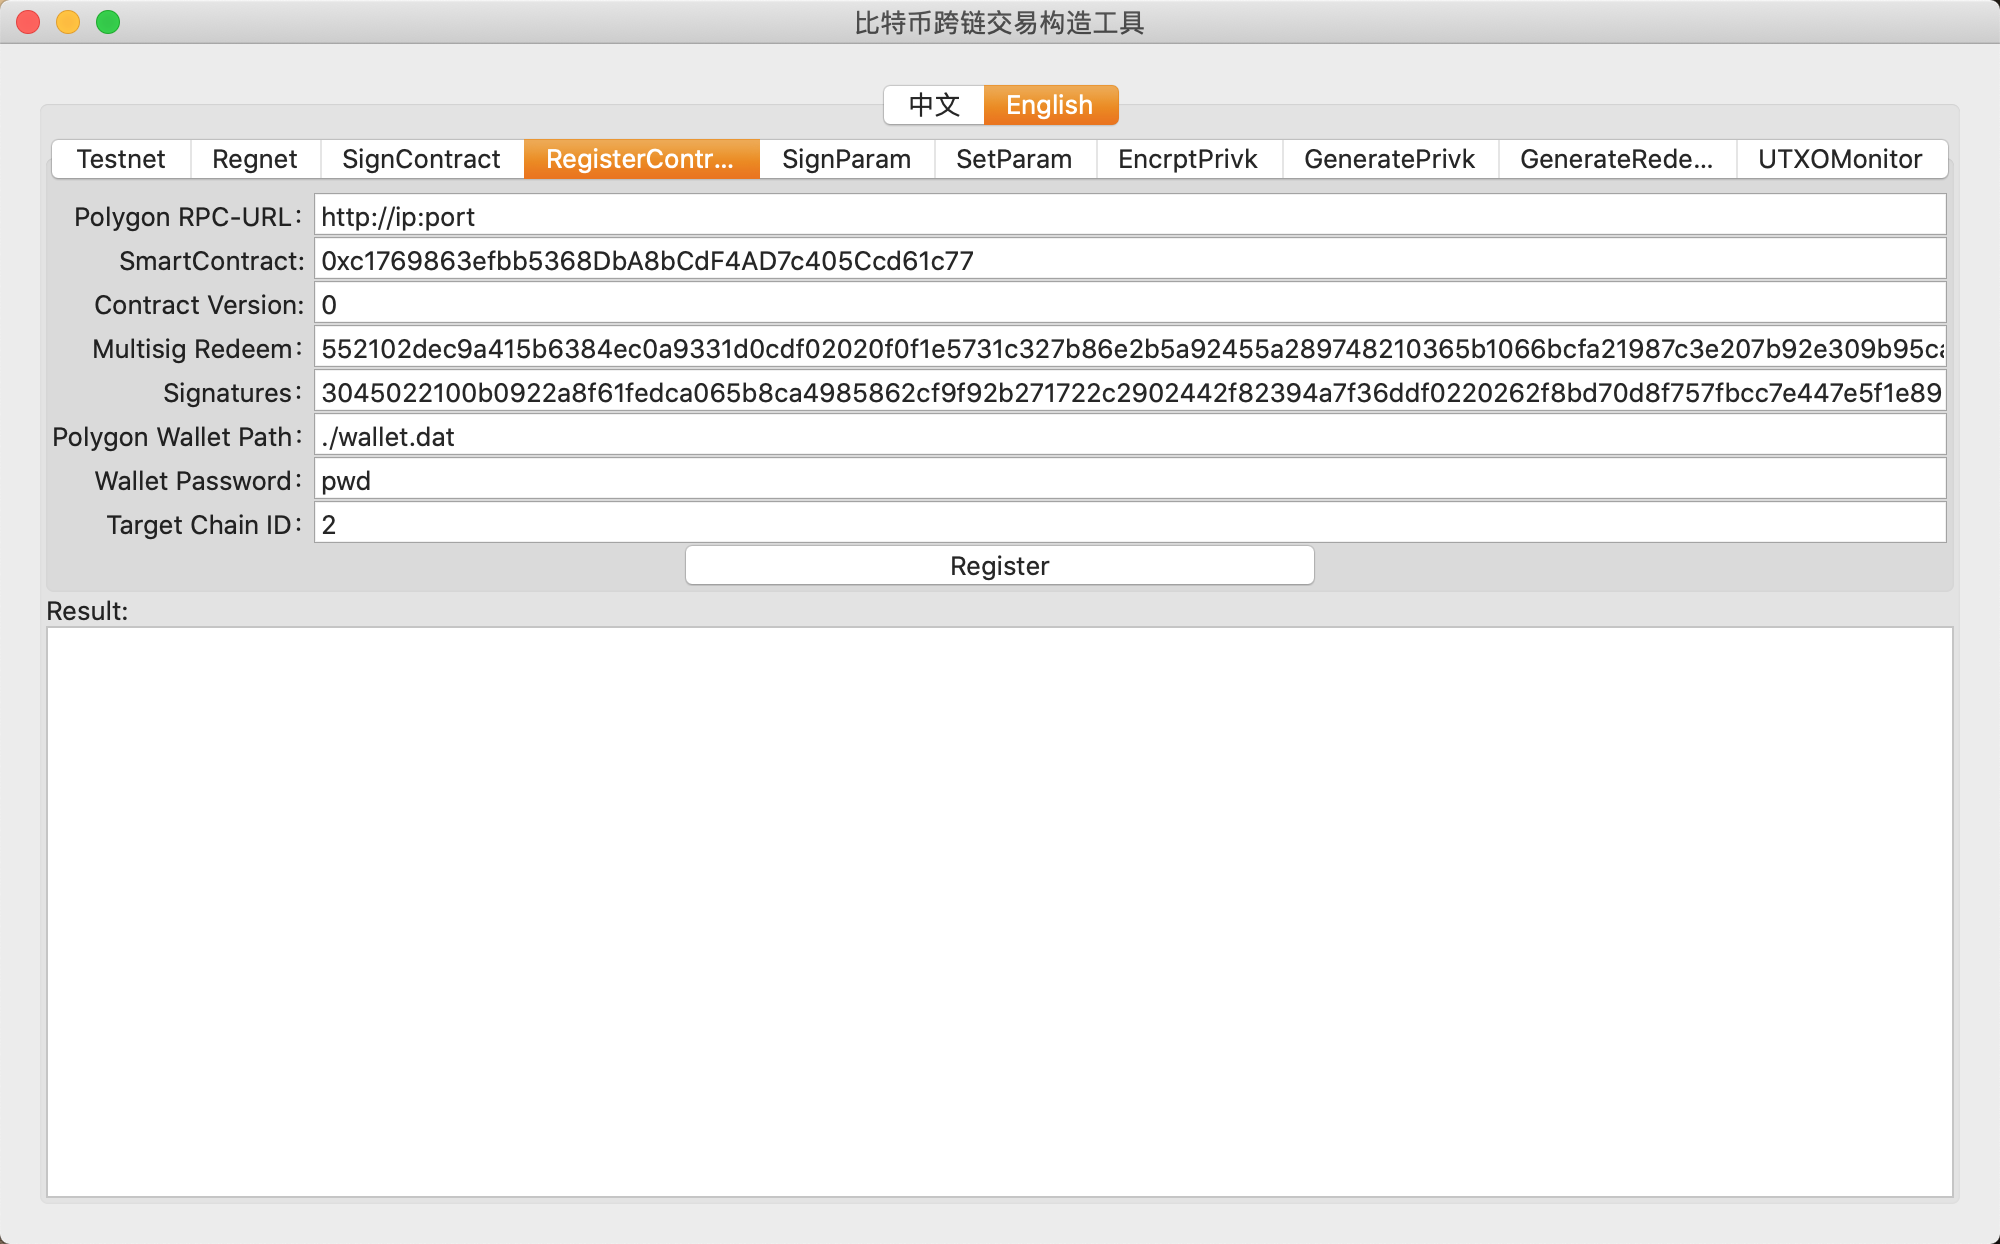 比特币跨链交易构造工具
中文 English
Testnet Regnet SignContract RegisterContr... SignParam SetParam EncrptPrivk GeneratePrivk GenerateRede... UTXOMonitor
Polygon RPC-URL: http://ip:port
SmartContract: 0xc1769863efbb5368DbA8bCdF4AD7c405Ccd61c77
Contract Version: 0
Multisig Redeem: 552102dec9a415b6384ec0a9331d0cdf02020f0f1e5731c327b86e2b5a92455a289748210365b1066bcfa21987c3e207b92e309b95ca
Signatures: 3045022100b0922a8f61fedca065b8ca4985862cf9f92b271722c2902442f82394a7f36ddf0220262f8bd70d8f757fbcc7e447e5f1e89
Polygon Wallet Path: ./wallet.dat
Wallet Password: pwd
Target Chain ID: 2
Register
Result: